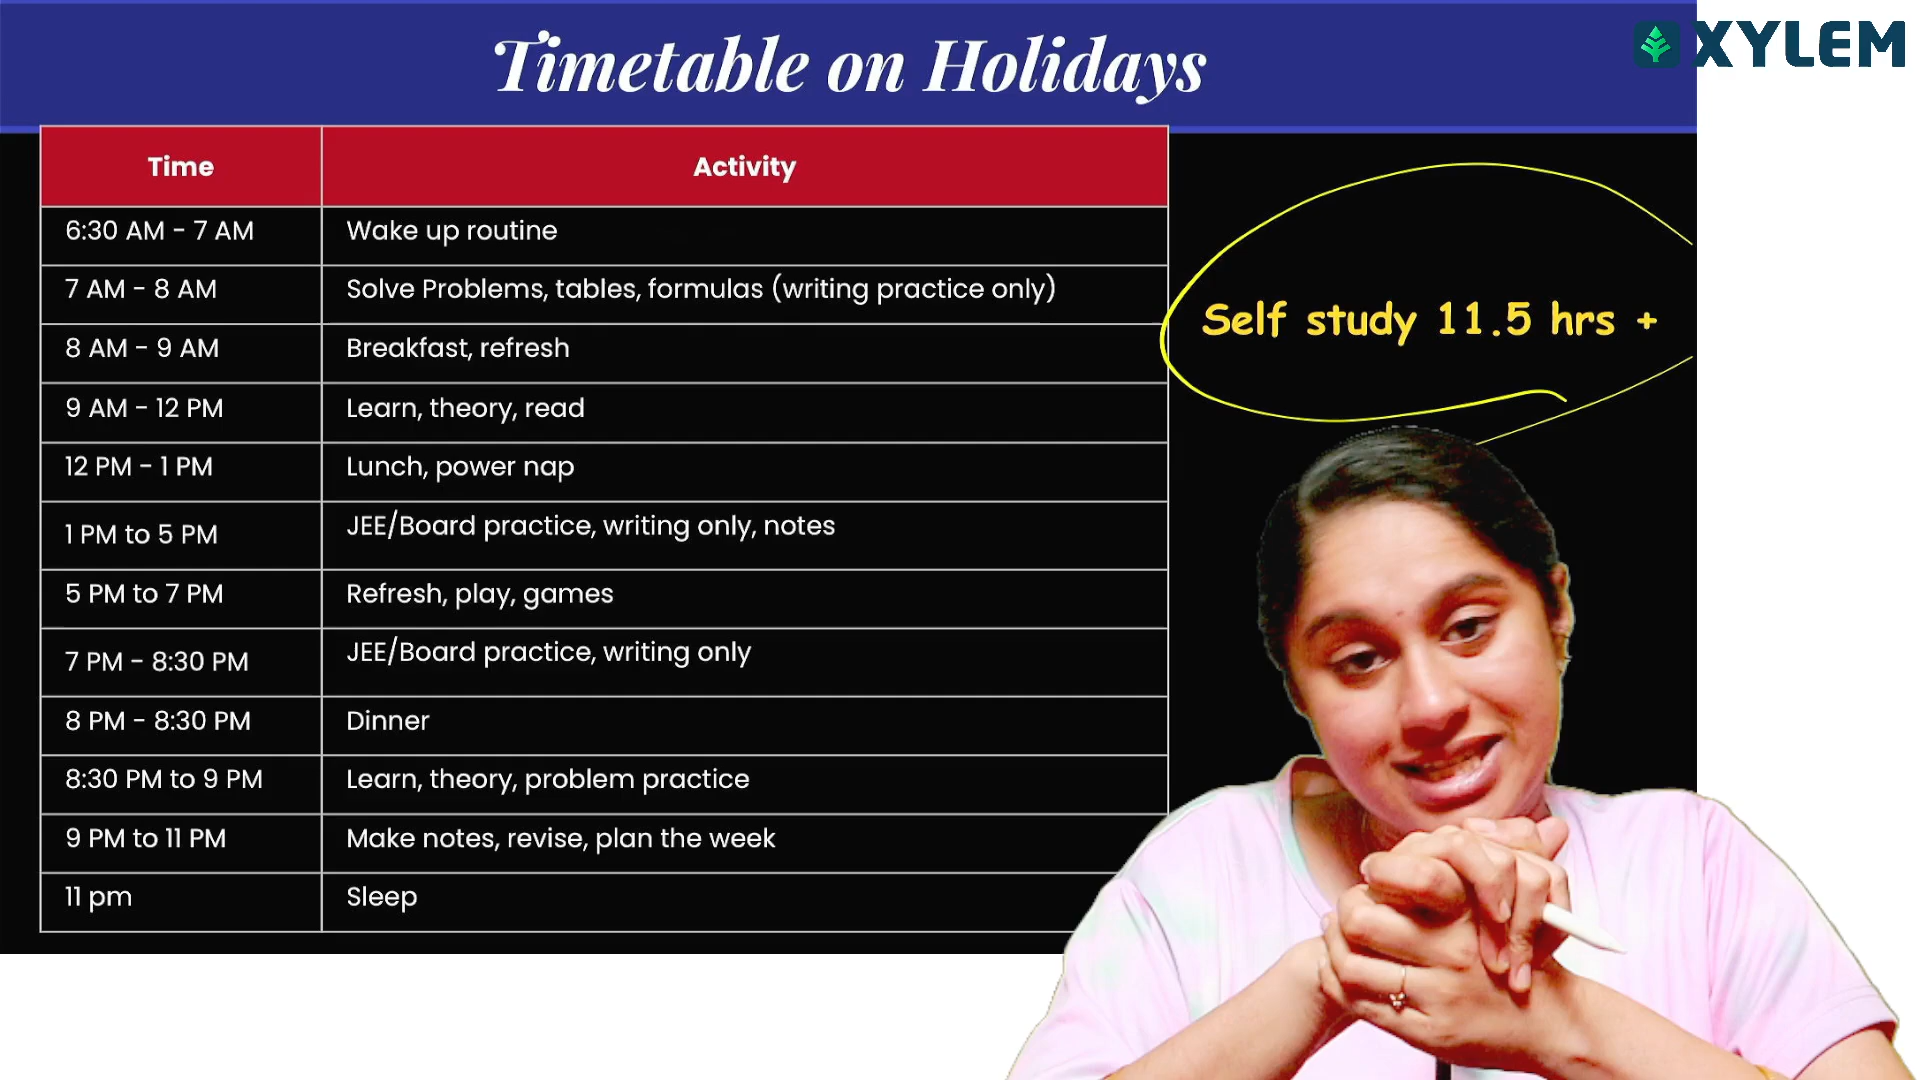 Timetable on Holidays
XYLEM
Time Activity
6:30 AM - 7 AM Wake up routine
7 AM - 8 AM Solve Problems, tables, formulas (writing practice only)
8 AM - 9 AM Breakfast, refresh
9 AM - 12 PM Learn, theory, read
12 PM - 1 PM Lunch, power nap
1 PM to 5 PM JEE/Board practice, writing only, notes
5 PM to 7 PM Refresh, play, games
7 PM - 8:30 PM JEE/Board practice, writing only
8 PM - 8:30 PM Dinner
8:30 PM to 9 PM Learn, theory, problem practice
9 PM to 11 PM Make notes, revise, plan the week
11 pm Sleep
Self study 11.5 hrs +